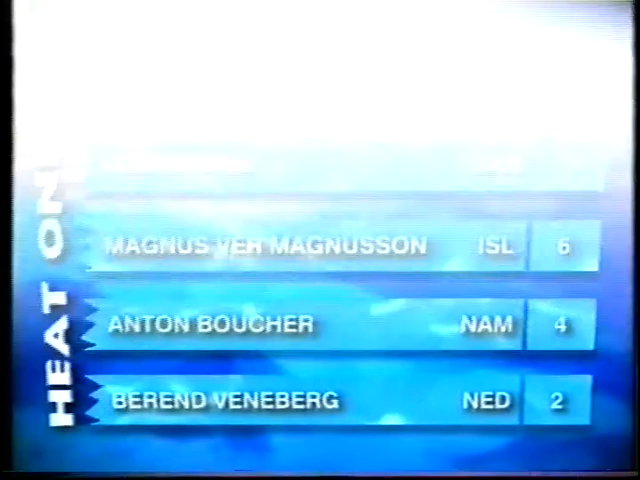 HEAT ON
MAGNUS VER MAGNUSSON ISL 6
ANTON BOUCHER NAM 4
BEREND VENEBERG NED 2